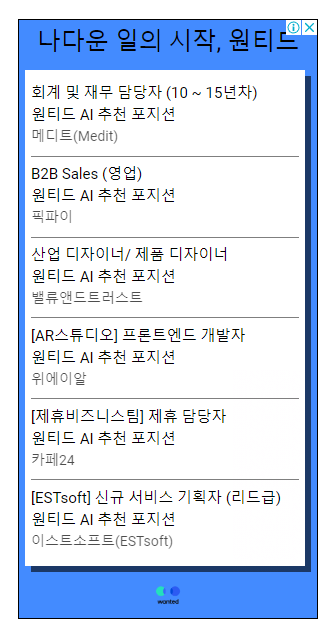 나다운 일의 시작, 원티드
회계 및 재무 담당자 (10 ~ 15년차)
원티드 AI 추천 포지션
메디트(Medit)
B2B Sales (영업)
원티드 AI 추천 포지션
픽파이
산업 디자이너/ 제품 디자이너
원티드 AI 추천 포지션
밸류앤드트러스트
[AR스튜디오] 프론트엔드 개발자
원티드 AI 추천 포지션
위에이알
[제휴비즈니스팀] 제휴 담당자
원티드 AI 추천 포지션
카페24
[ESTsoft] 신규 서비스 기획자 (리드급)
원티드 AI 추천 포지션
이스트소프트(ESTsoft)
wanted